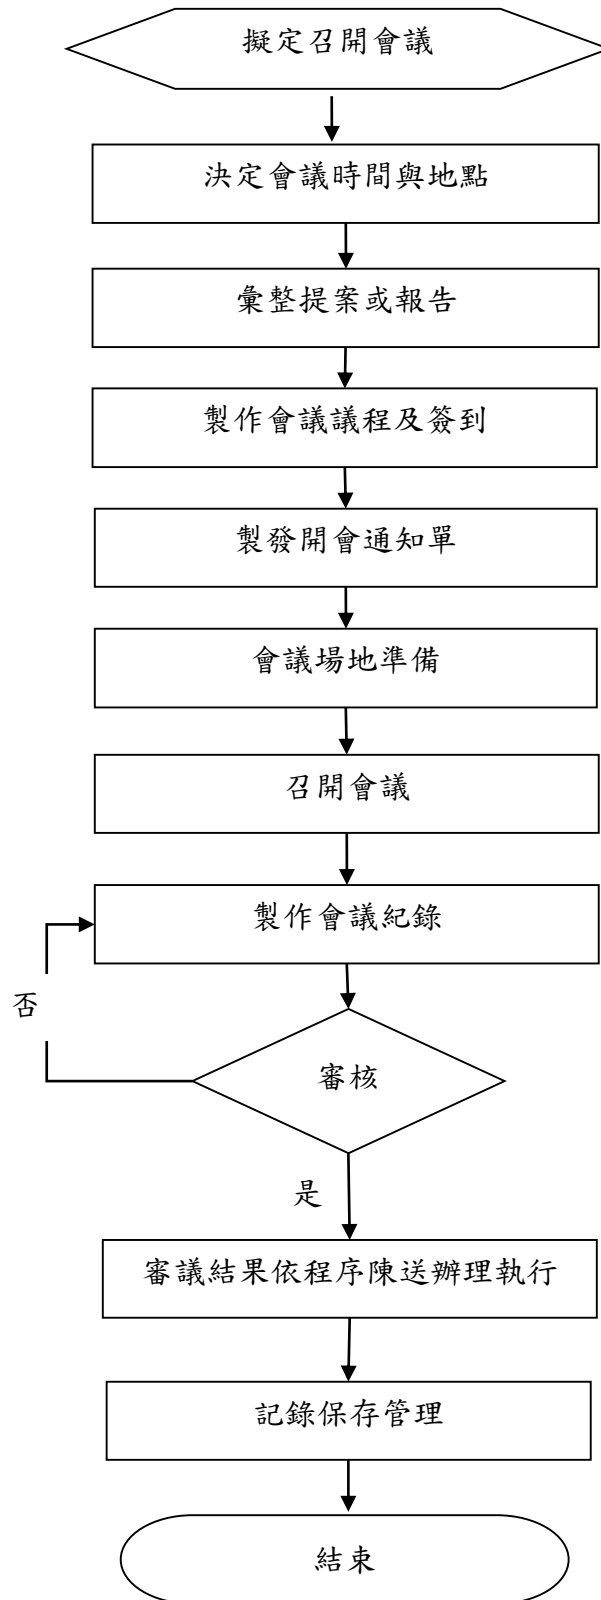 擬定召開會議
決定會議時間與地點
彙整提案或報告
製作會議議程及簽到
製發開會通知單
會議場地準備
召開會議
製作會議紀錄
否
審核
是
審議結果依程序陳送辦理執行
記錄保存管理
結束